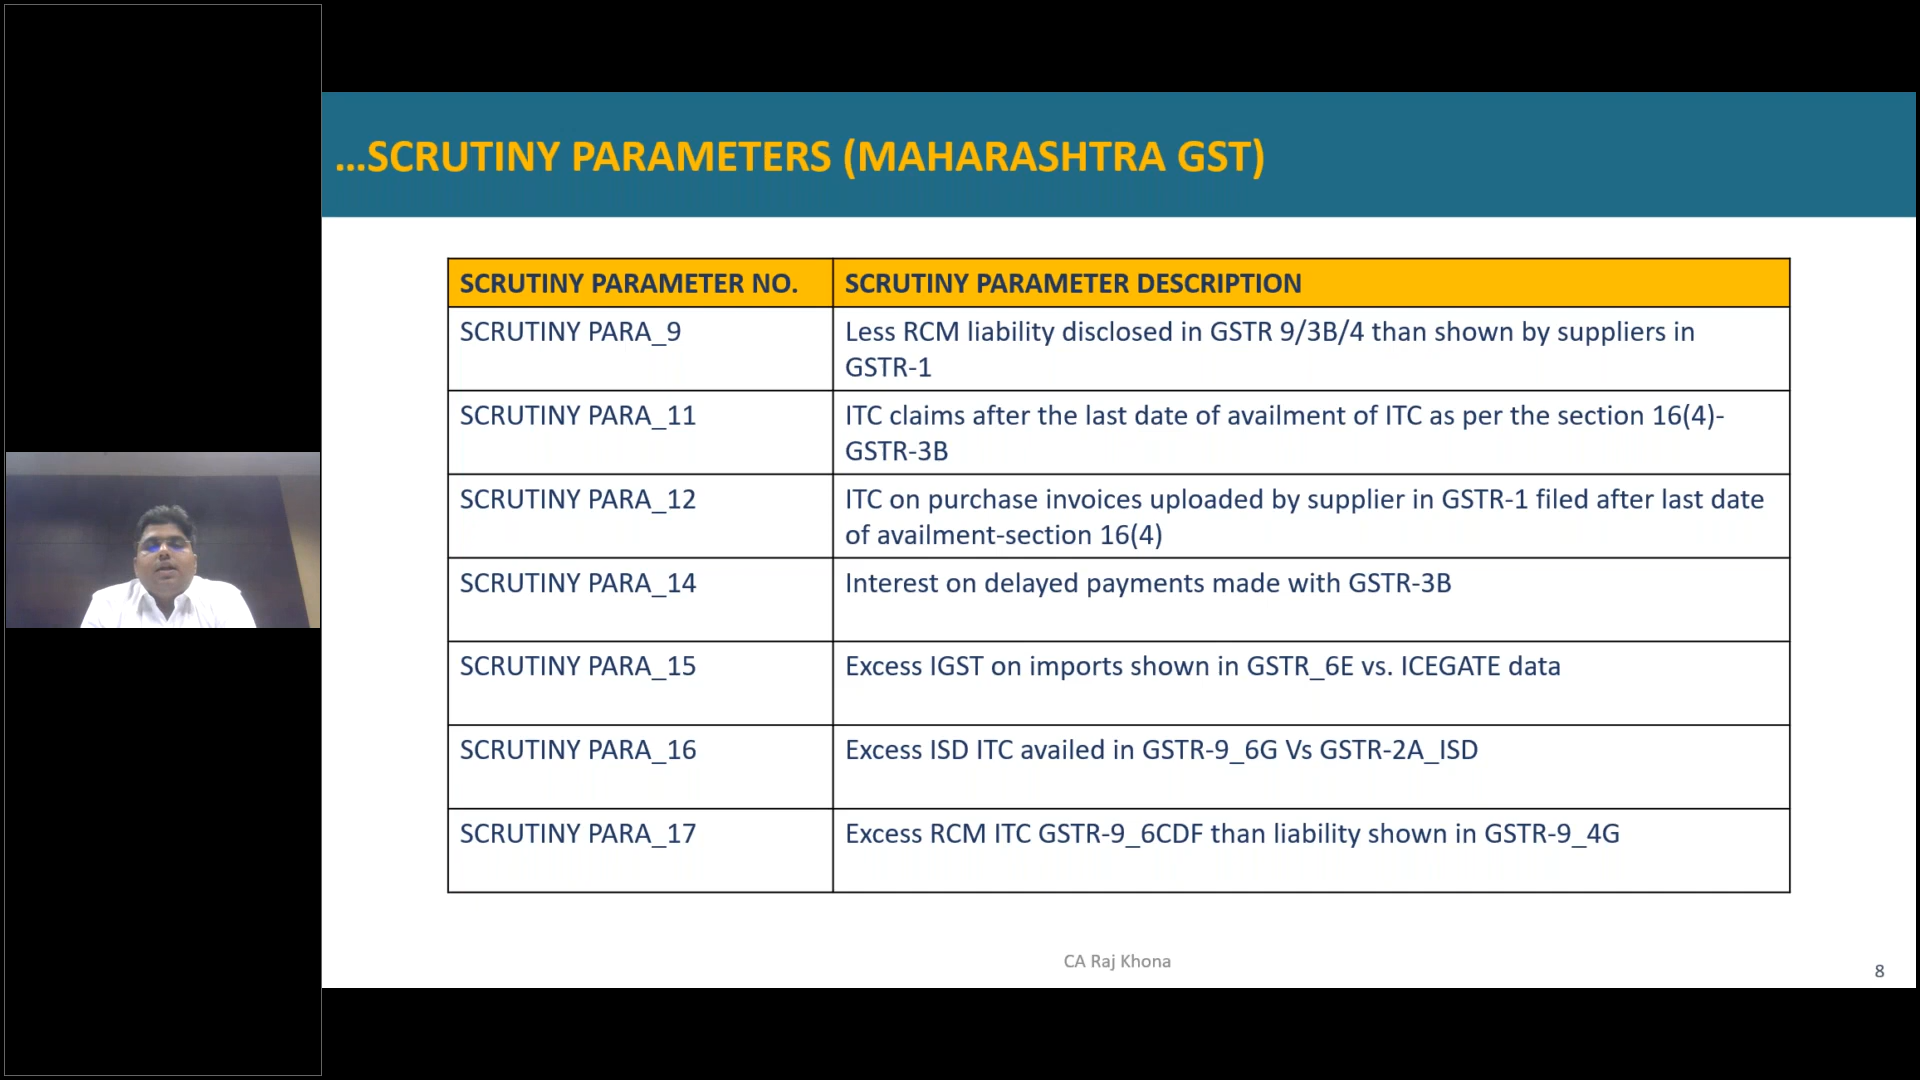 ...SCRUTINY PARAMETERS (MAHARASHTRA GST)
SCRUTINY PARAMETER NO. SCRUTINY PARAMETER DESCRIPTION
SCRUTINY PARA_9 Less RCM liability disclosed in GSTR 9/3B/4 than shown by suppliers in
GSTR-1
SCRUTINY PARA_11 ITC claims after the last date of availment of ITC as per the section 16(4)-
GSTR-3B
SCRUTINY PARA_12 ITC on purchase invoices uploaded by supplier in GSTR-1 filed after last date
of availment-section 16(4)
SCRUTINY PARA_14 Interest on delayed payments made with GSTR-3B
SCRUTINY PARA_15 Excess IGST on imports shown in GSTR_6E vs. ICEGATE data
SCRUTINY PARA_16 Excess ISD ITC availed in GSTR-9_6G Vs GSTR-2A_ISD
SCRUTINY PARA_17 Excess RCM ITC GSTR-9_6CDF than liability shown in GSTR-9_4G
CA Raj Khona
8